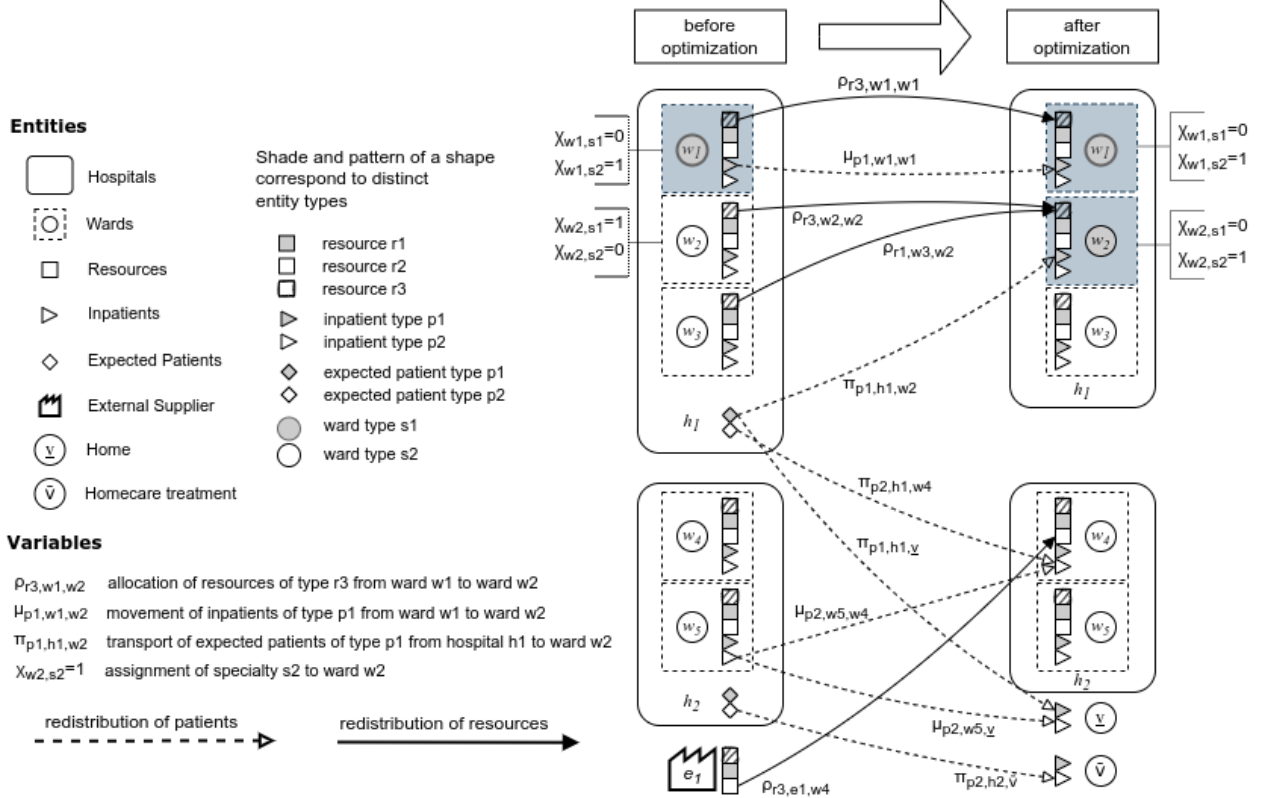 before
optimization
after
optimization
Entities
Hospitals
Wards
Resources
Inpatients
Expected Patients
External Supplier
v Home
v̄ Homecare treatment
Shade and pattern of a shape
correspond to distinct
entity types
resource r1
resource r2
resource r3
inpatient type p1
inpatient type p2
expected patient type p1
expected patient type p2
ward type s1
ward type s2
Variables
ρr3,w1,w2 allocation of resources of type r3 from ward w1 to ward w2
μp1,w1,w2 movement of inpatients of type p1 from ward w1 to ward w2
πp1,h1,w2 transport of expected patients of type p1 from hospital h1 to ward w2
χw2,s2=1 assignment of specialty s2 to ward w2
redistribution of patients
redistribution of resources
χw1,s1=0
χw1,s2=1
χw2,s1=1
χw2,s2=0
w1
w2
w3
h1
w4
w5
h2
e1
ρr3,w1,w1
μp1,w1,w1
ρr3,w2,w2
ρr1,w3,w2
πp1,h1,w2
πp2,h1,w4
πp1,h1,v
μp2,w5,w4
μp2,w5,v
πp2,h2,v̄
ρr3,e1,w4
w1
w2
w3
h1
w4
w5
h2
v
v̄
χw1,s1=0
χw1,s2=1
χw2,s1=0
χw2,s2=1